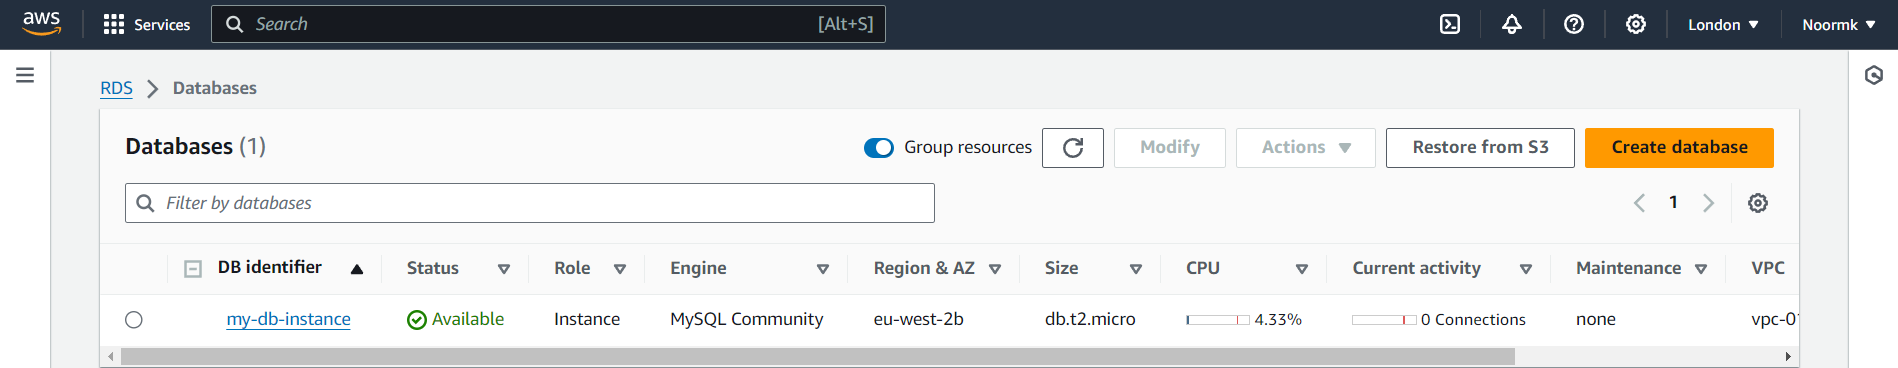 aws Services Search [Alt+S] London Noormk
RDS Databases
Databases (1) Group resources Modify Actions Restore from S3 Create database
Filter by databases 1
DB identifier Status Role Engine Region & AZ Size CPU Current activity Maintenance VPC
my-db-instance Available Instance MySQL Community eu-west-2b db.t2.micro 4.33% 0 Connections none